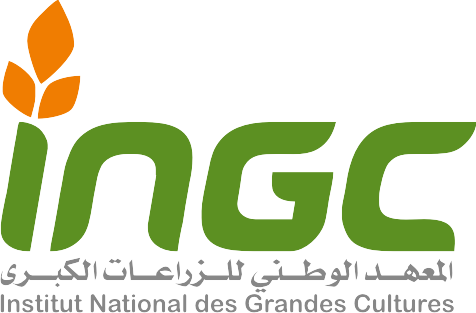 INGC
المعهد الوطني للزراعات الكبرى
Institut National des Grandes Cultures